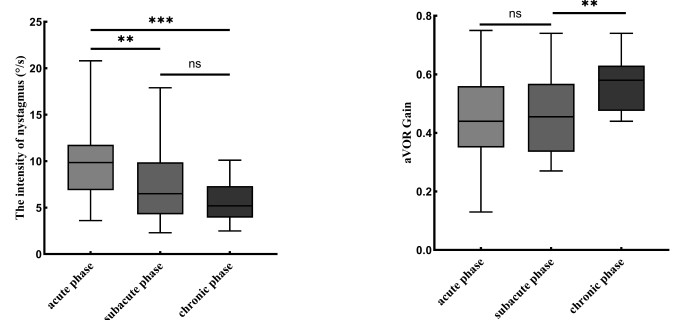 The intensity of nystagmus (°/s)
25
20
15
10
5
0
***
**
ns
acute phase
subacute phase
chronic phase
aVOR Gain
0.8
0.6
0.4
0.2
0.0
ns
**
acute phase
subacute phase
chronic phase